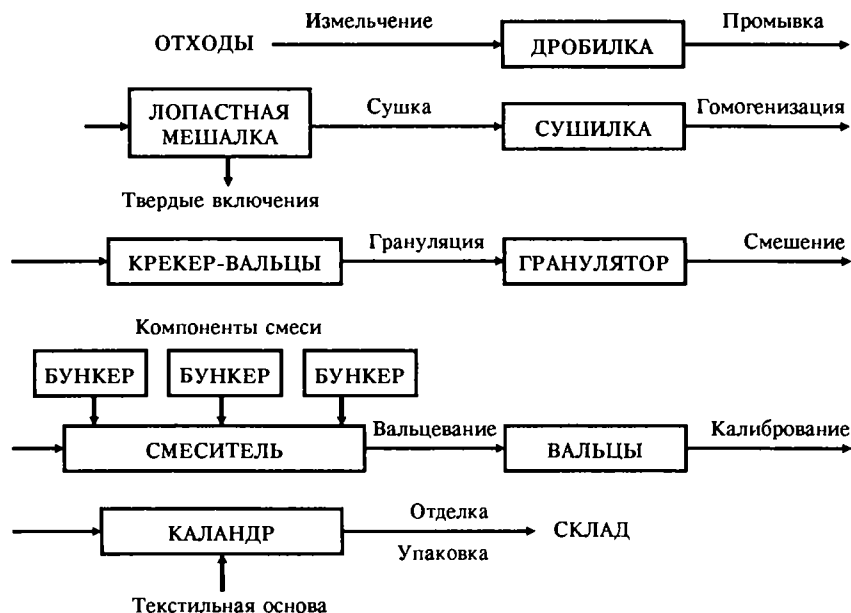 Измельчение Промывка
ОТХОДЫ ДРОБИЛКА
ЛОПАСТНАЯ Сушка Гомогенизация
МЕШАЛКА СУШИЛКА
Твердые включения
Грануляция Смешение
КРЕКЕР-ВАЛЬЦЫ ГРАНУЛЯТОР
Компоненты смеси
БУНКЕР БУНКЕР БУНКЕР
Вальцевание Калибрование
СМЕСИТЕЛЬ ВАЛЬЦЫ
Отделка
КАЛАНДР СКЛАД
Упаковка
Текстильная основа